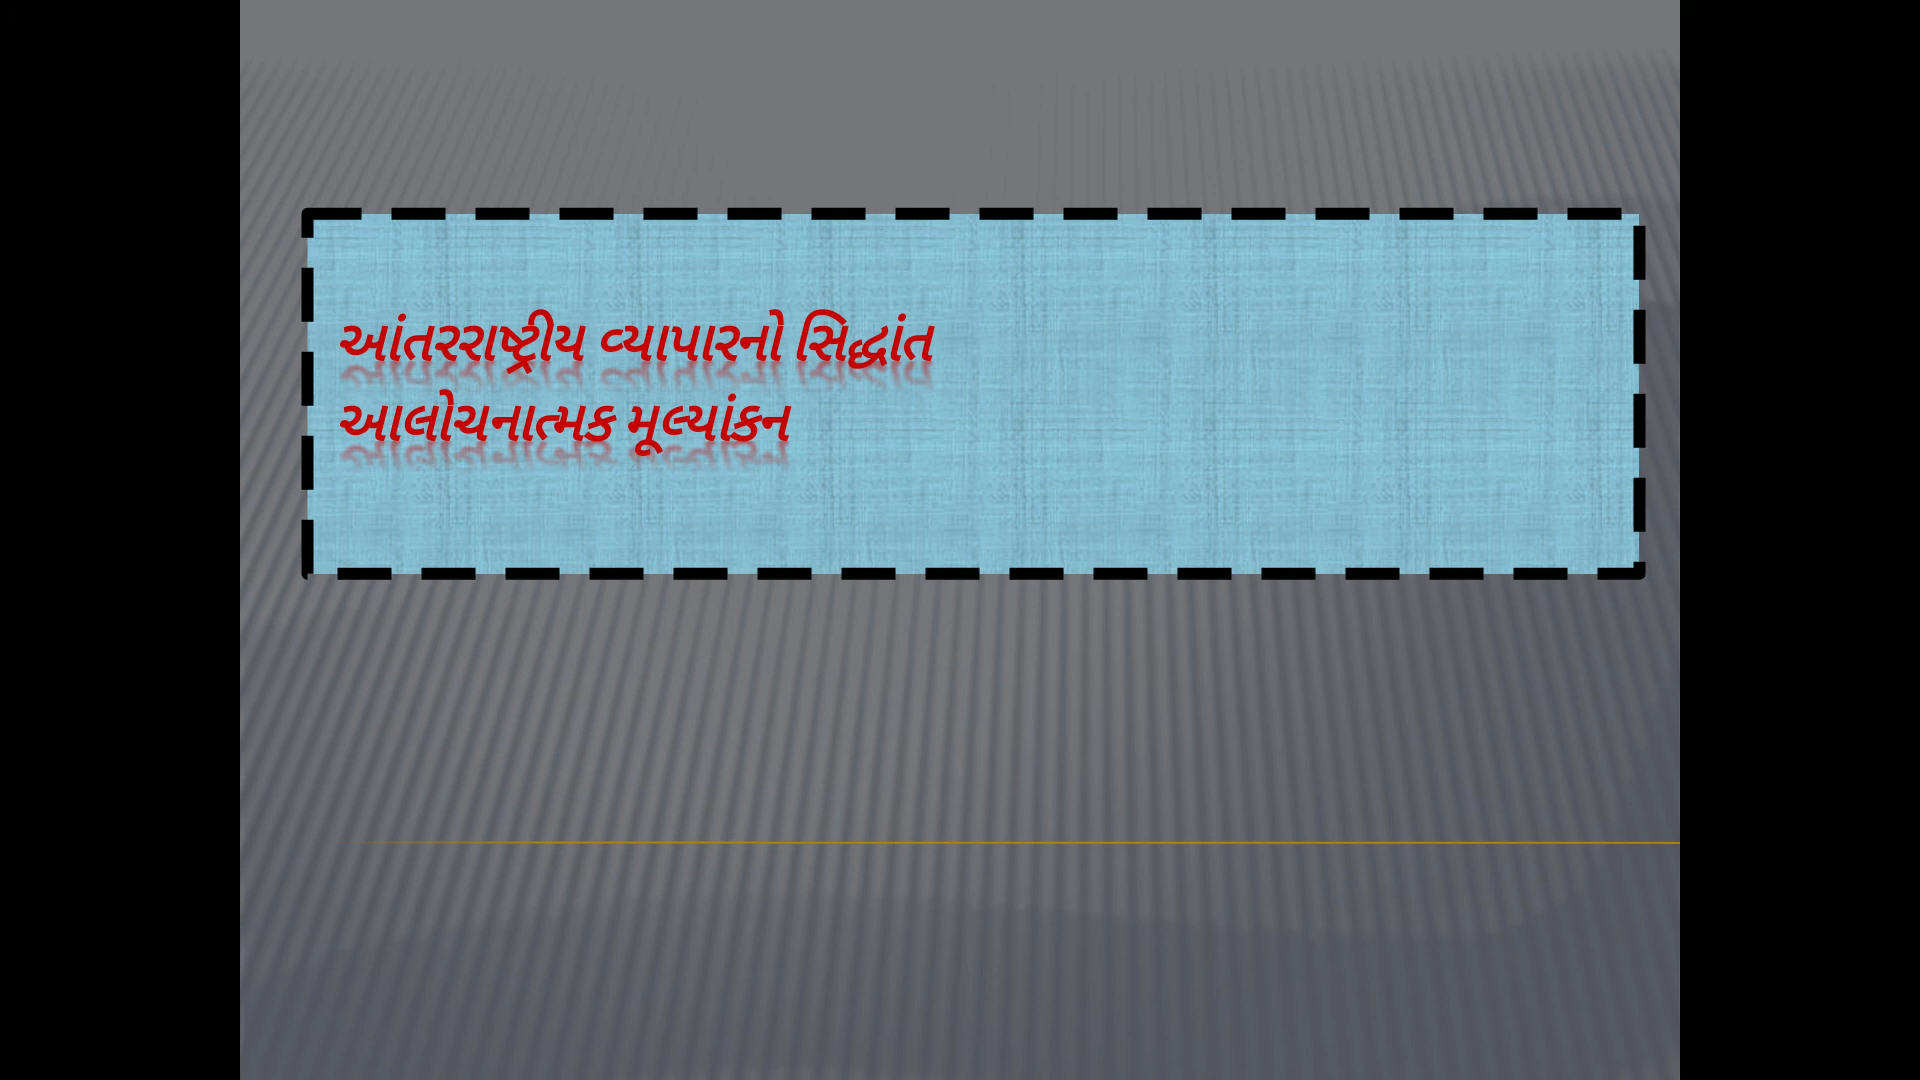 આંતરરાષ્ટ્રીય વ્યાપારનો સિદ્ધાંત
આલોચનાત્મક મૂલ્યાંકન